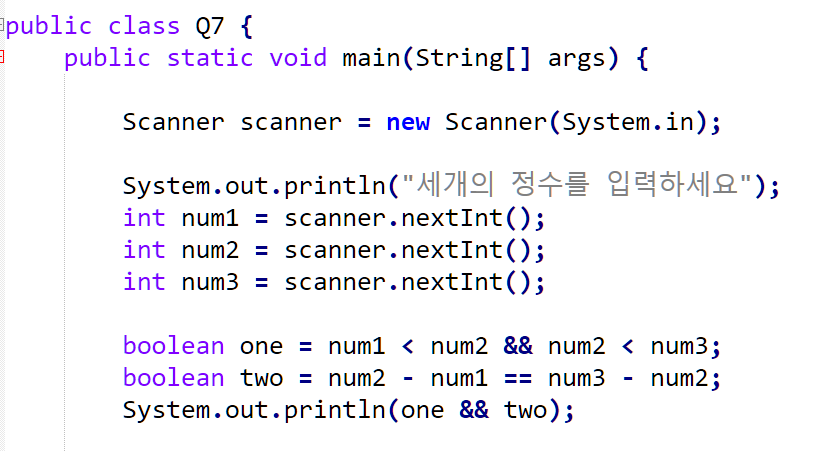 public class Q7 {
public static void main(String[] args) {
Scanner scanner = new Scanner(System.in);
System.out.println("세개의 정수를 입력하세요");
int num1 = scanner.nextInt();
int num2 = scanner.nextInt();
int num3 = scanner.nextInt();
boolean one = num1 < num2 && num2 < num3;
boolean two = num2 - num1 == num3 - num2;
System.out.println(one && two);